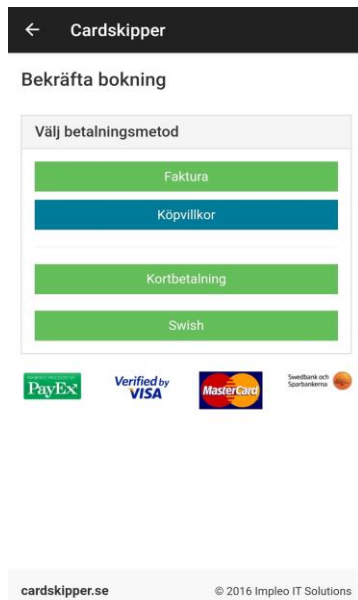 ← Cardskipper
Bekräfta bokning
Välj betalningsmetod
Faktura
Köpvillkor
Kortbetalning
Swish
PayEx
Verified by
VISA
MasterCard
Swedbank och
Sparbankerna
cardskipper.se © 2016 Impleo IT Solutions